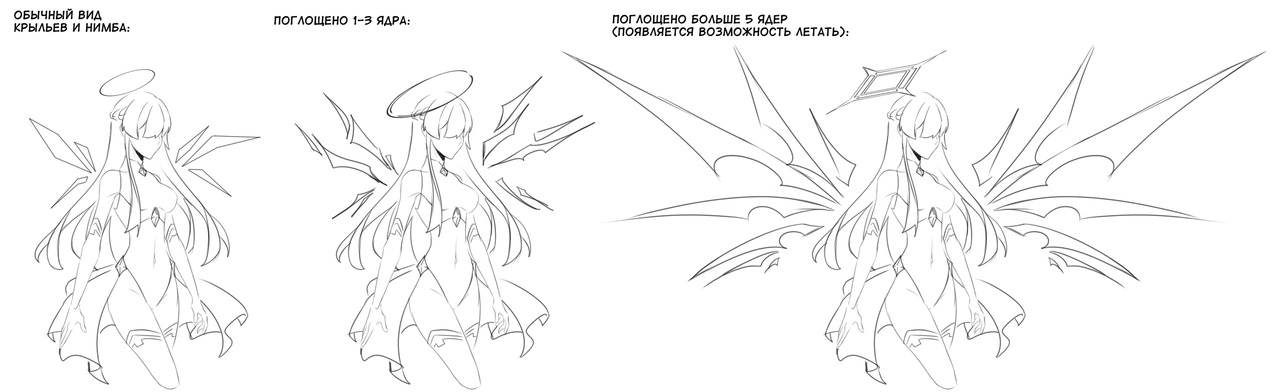 ОБЫЧНЫЙ ВИД
КРЫЛЬЕВ И НИМБА:
ПОГЛОЩЕНО 1-3 ЯДРА:
ПОГЛОЩЕНО БОЛЬШЕ 5 ЯДЕР
(ПОЯВЛЯЕТСЯ ВОЗМОЖНОСТЬ ЛЕТАТЬ):